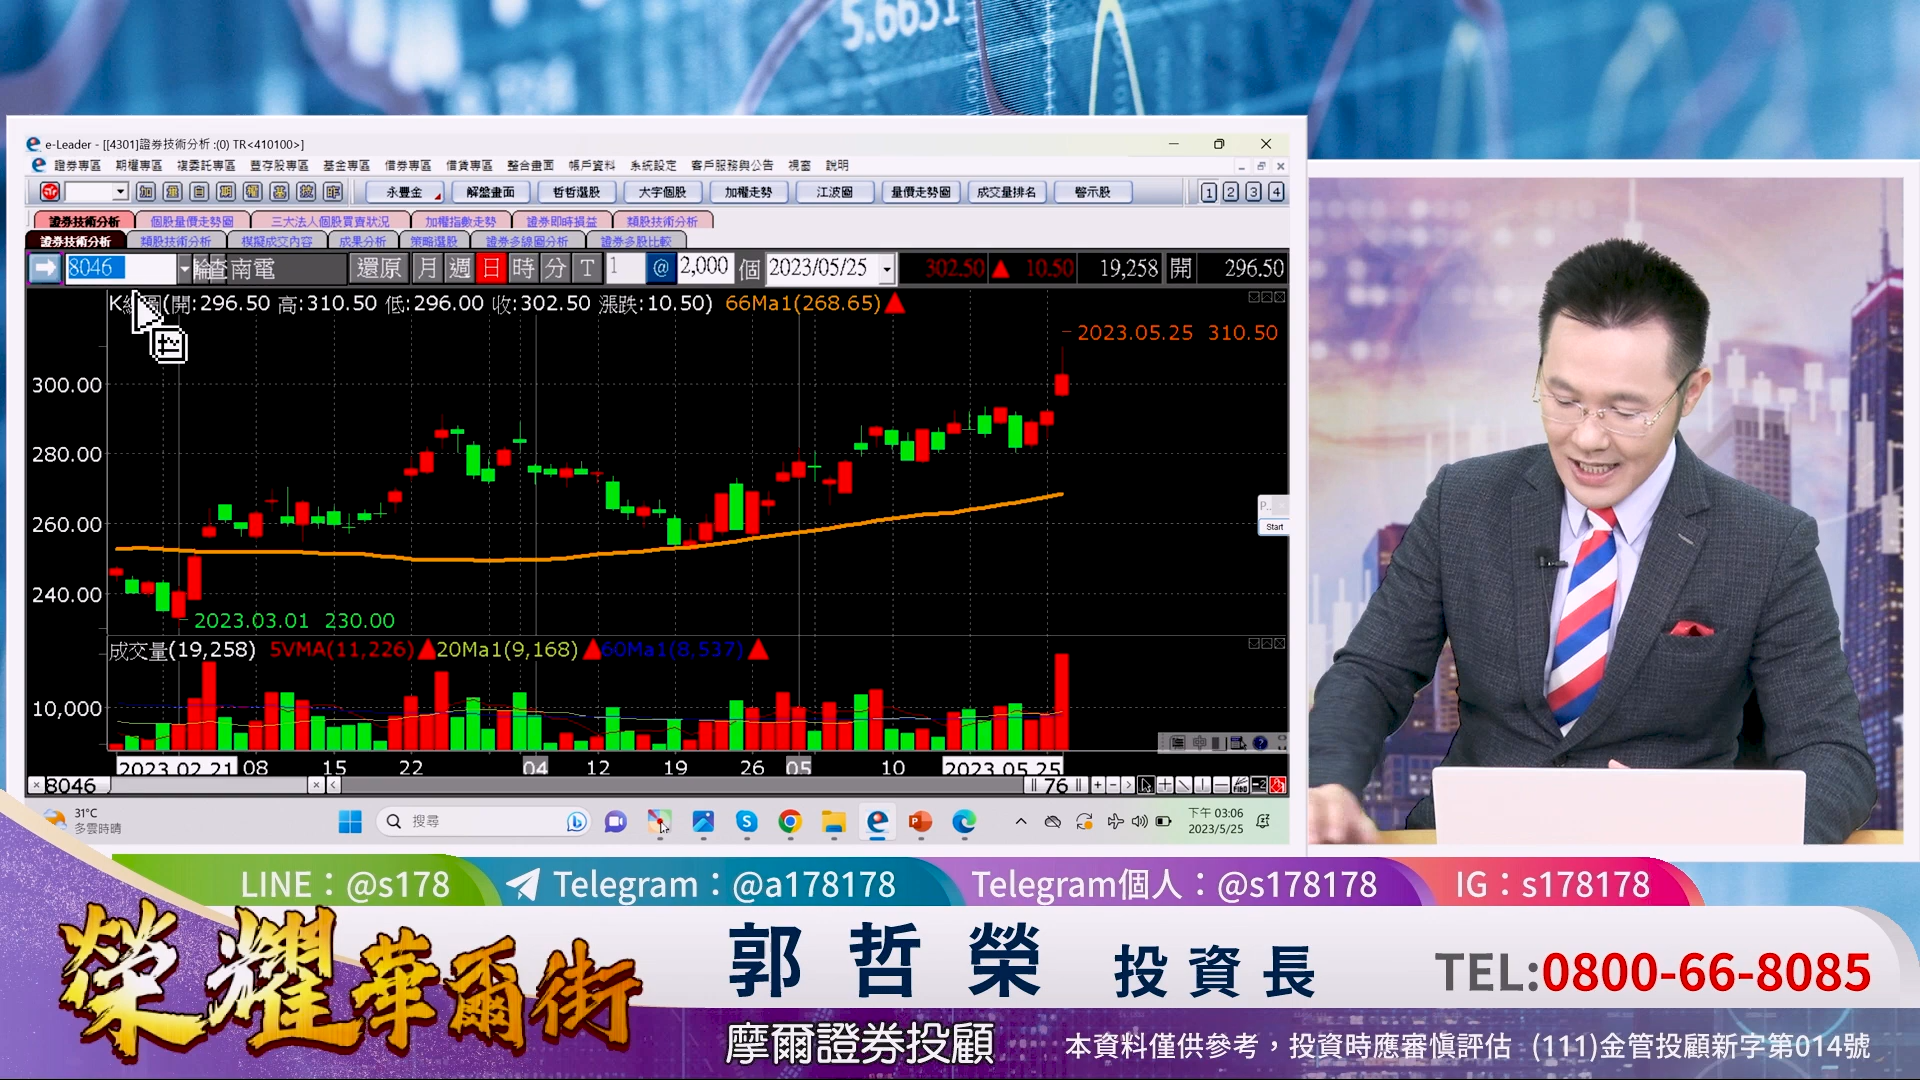 5.6631
e-Leader - [[4301]證券技術分析 :(0) TR<410100>]
證券專區 期權專區 複委託專區 豐存股專區 基金專區 借券專區 借貸專區 整合畫面 帳戶資料 系統設定 客戶服務與公告 視窗 說明
永豐金 解盤畫面 哲哲選股 大字個股 加權走勢 江波圖 量價走勢圖 成交量排名 警示股 1 2 3 4
證券技術分析 個股量價走勢圖 三大法人個股買賣狀況 加權指數走勢 證券即時損益 類股技術分析
證券技術分析 類股技術分析 模擬成交內容 成果分析 策略選股 證券多線圖分析 證券多股比較
8046 南電 還原 月 週 日 時 分 T 1 @ 2,000 個 2023/05/25 302.50 ▲ 10.50 19,258 開 296.50
K線圖(開:296.50 高:310.50 低:296.00 收:302.50 漲跌:10.50) 66Ma1(268.65)▲
2023.05.25 310.50
300.00
280.00
260.00
240.00
2023.03.01 230.00
P..
Start
成交量(19,258) 5VMA(11,226)▲20Ma1(9,168)▲60Ma1(8,537)▲
10,000
2023.02.21 08 15 22 04 12 19 26 05 10 2023.05.25
8046 76
31°C
多雲時晴
搜尋
下午 03:06
2023/5/25
LINE：@s178 Telegram：@a178178 Telegram個人：@s178178 IG：s178178
榮耀華爾街
郭哲榮 投資長 TEL:0800-66-8085
摩爾證券投顧 本資料僅供參考，投資時應審慎評估 (111)金管投顧新字第014號